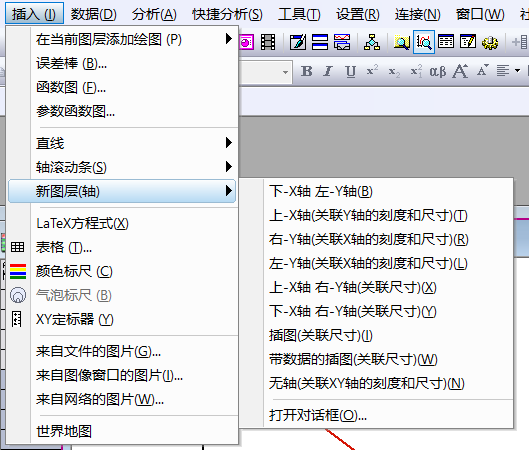 插入 (I) 数据(D) 分析(A) 快捷分析(S) 工具(T) 设置(R) 连接(N) 窗口(W)
在当前图层添加绘图 (P)
误差棒 (B)...
函数图 (F)...
参数函数图...
B I U x² x₂ x²₁ αβ A A
直线
轴滚动条(S)
新图层(轴)
下-X轴 左-Y轴(B)
上-X轴(关联Y轴的刻度和尺寸)(T)
右-Y轴(关联X轴的刻度和尺寸)(R)
左-Y轴(关联X轴的刻度和尺寸)(L)
上-X轴 右-Y轴(关联尺寸)(X)
下-X轴 右-Y轴(关联尺寸)(Y)
插图(关联尺寸)(I)
带数据的插图(关联尺寸)(W)
无轴(关联XY轴的刻度和尺寸)(N)
打开对话框(O)...
LaTeX方程式(X)
表格 (T)...
颜色标尺 (C)
气泡标尺 (B)
XY定标器 (Y)
来自文件的图片(G)...
来自图像窗口的图片(I)...
来自网络的图片(W)...
世界地图